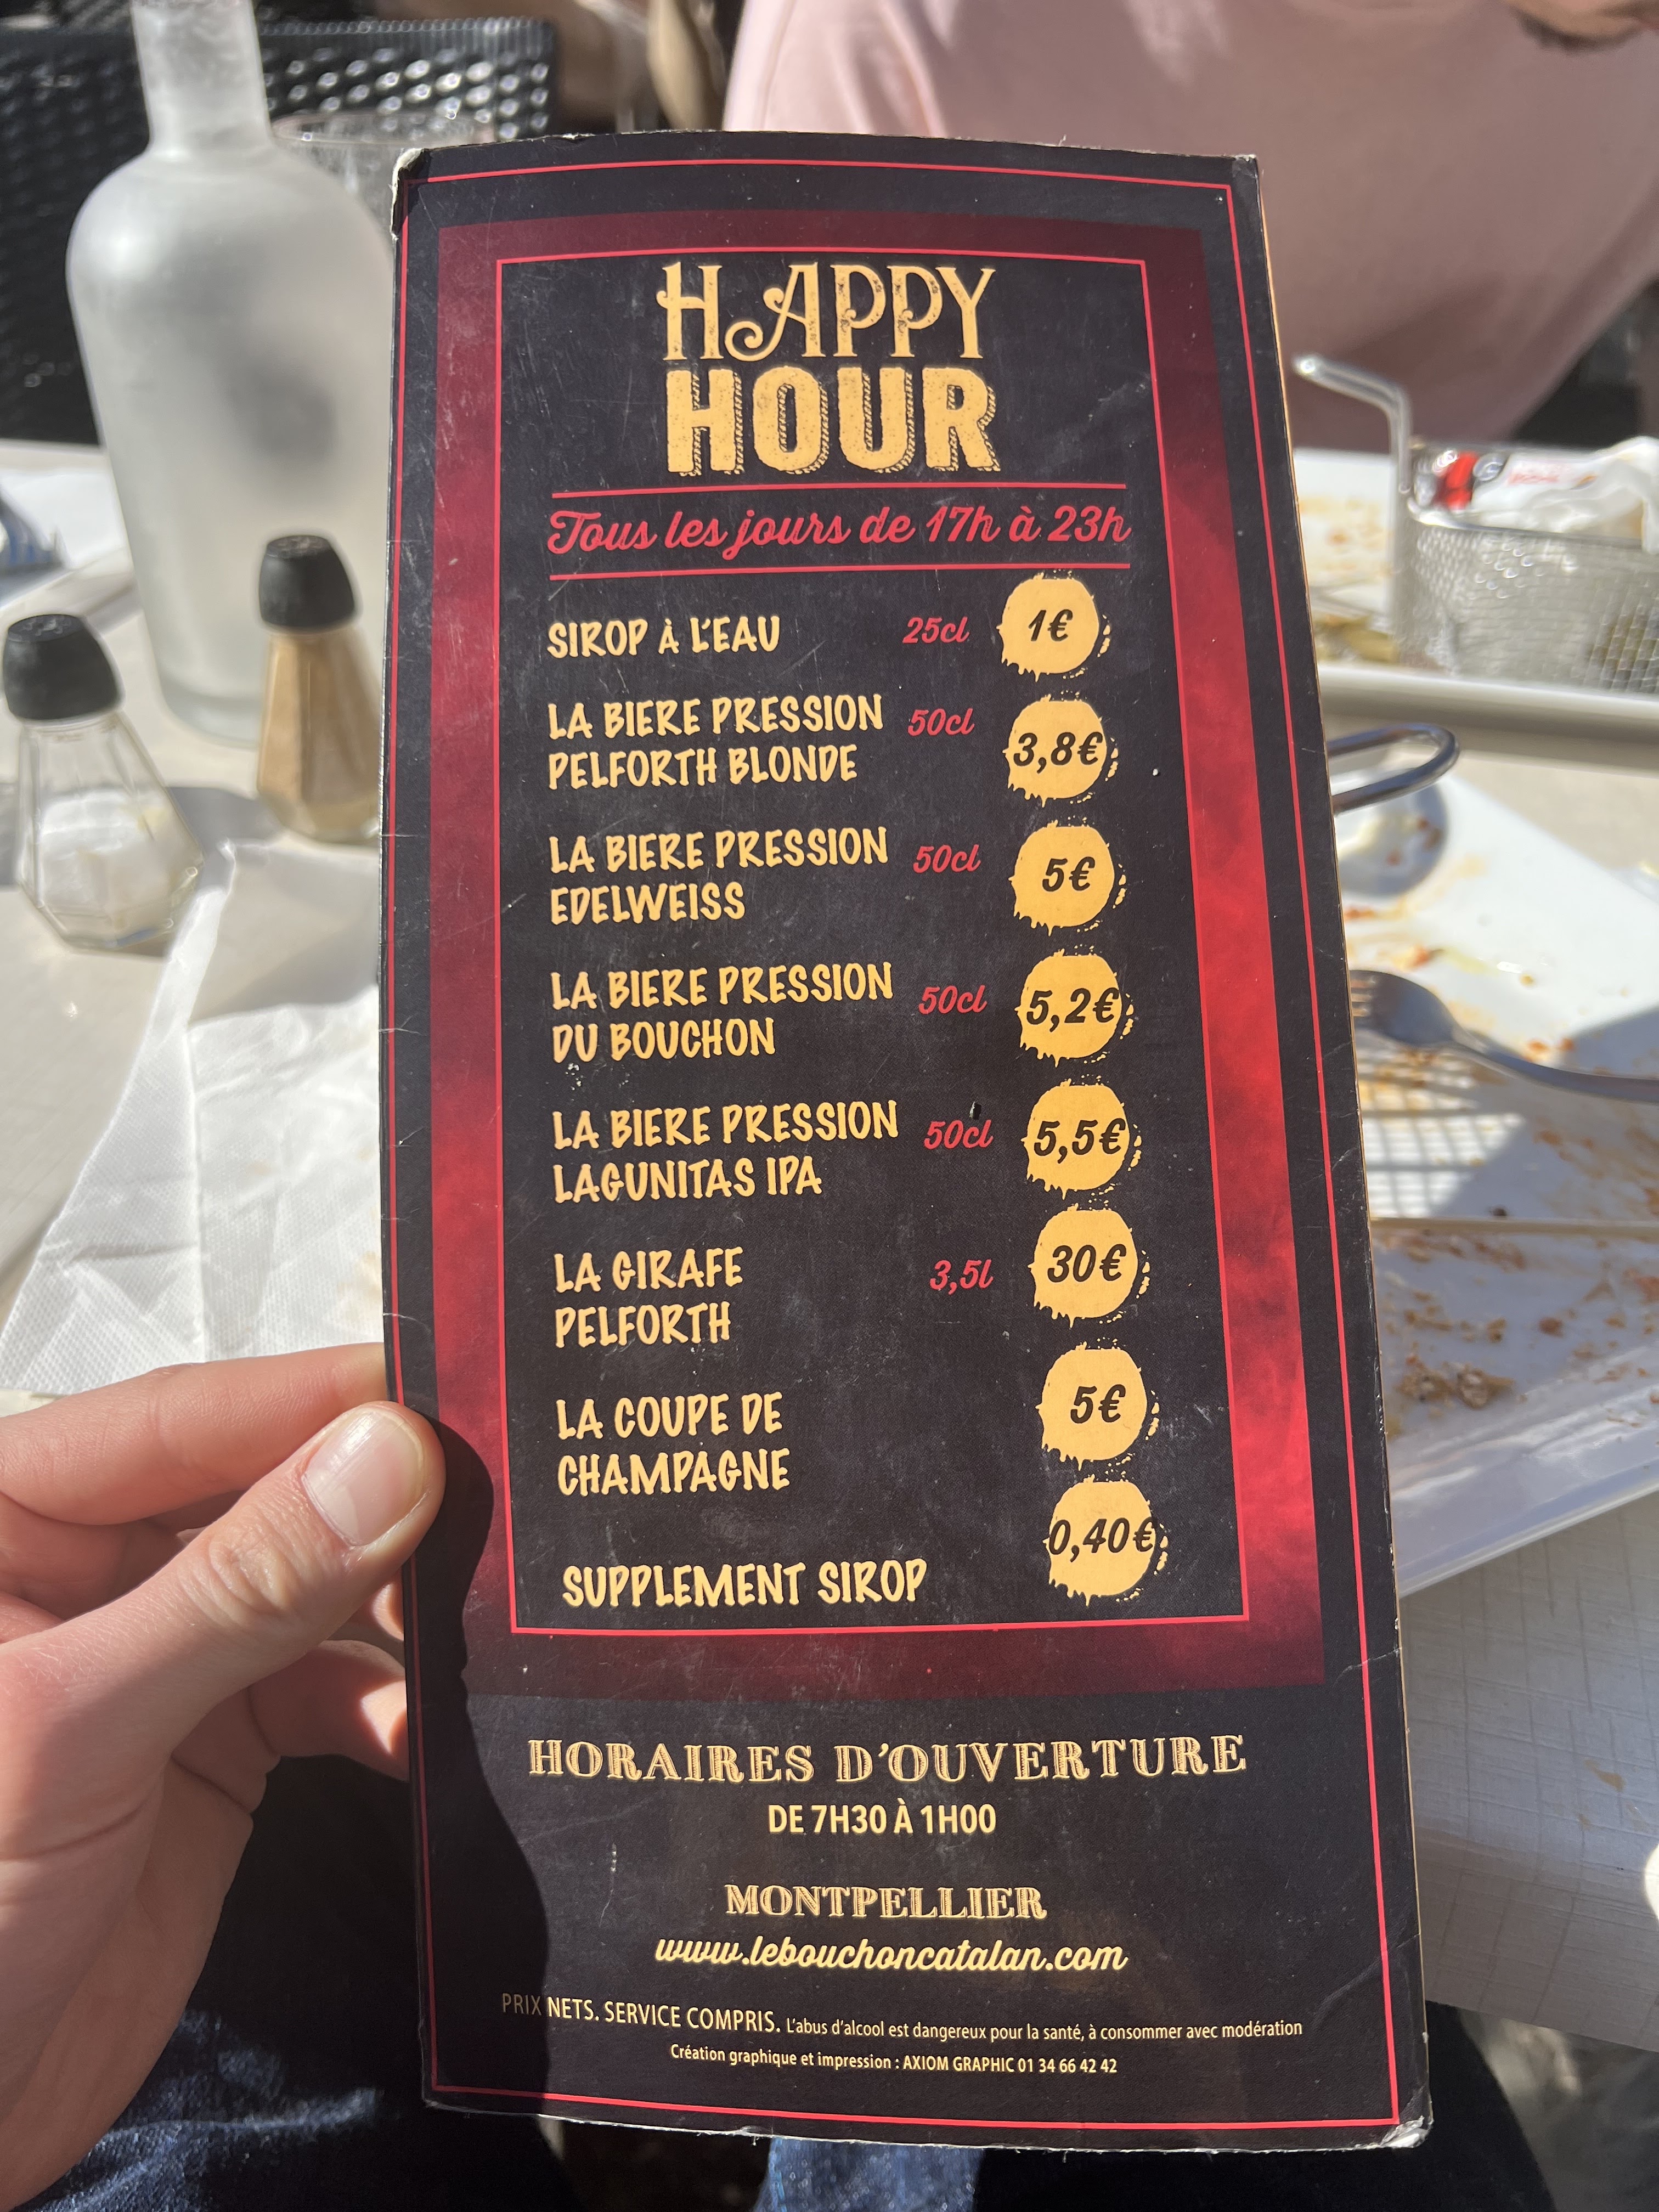 HAPPY
HOUR
Tous les jours de 17h à 23h
SIROP À L'EAU 25cl 1€
LA BIERE PRESSION 50cl
PELFORTH BLONDE 3,8€
LA BIERE PRESSION 50cl 5€
EDELWEISS
LA BIERE PRESSION 50cl 5,2€
DU BOUCHON
LA BIERE PRESSION 50cl 5,5€
LAGUNITAS IPA
LA GIRAFE 3,5l 30€
PELFORTH
LA COUPE DE 5€
CHAMPAGNE
0,40€
SUPPLEMENT SIROP
HORAIRES D'OUVERTURE
DE 7H30 À 1H00
MONTPELLIER
www.lebouchoncatalan.com
PRIX NETS. SERVICE COMPRIS. L'abus d'alcool est dangereux pour la santé, à consommer avec modération
Création graphique et impression : AXIOM GRAPHIC 01 34 66 42 42